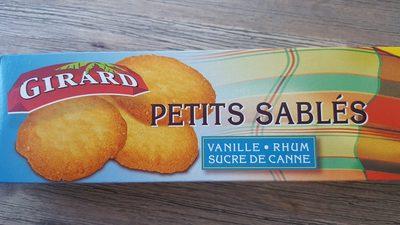 GIRARD
PETITS SABLÉS
VANILLE • RHUM
SUCRE DE CANNE